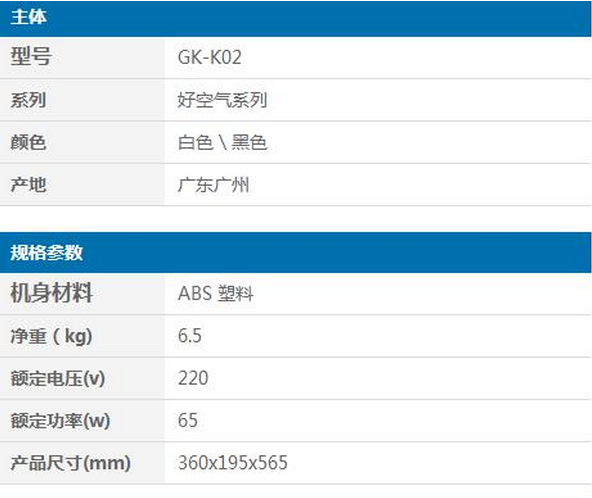 主体
型号 GK-K02
系列 好空气系列
颜色 白色 \ 黑色
产地 广东广州
规格参数
机身材料 ABS 塑料
净重（kg) 6.5
额定电压(v) 220
额定功率(w) 65
产品尺寸(mm) 360x195x565